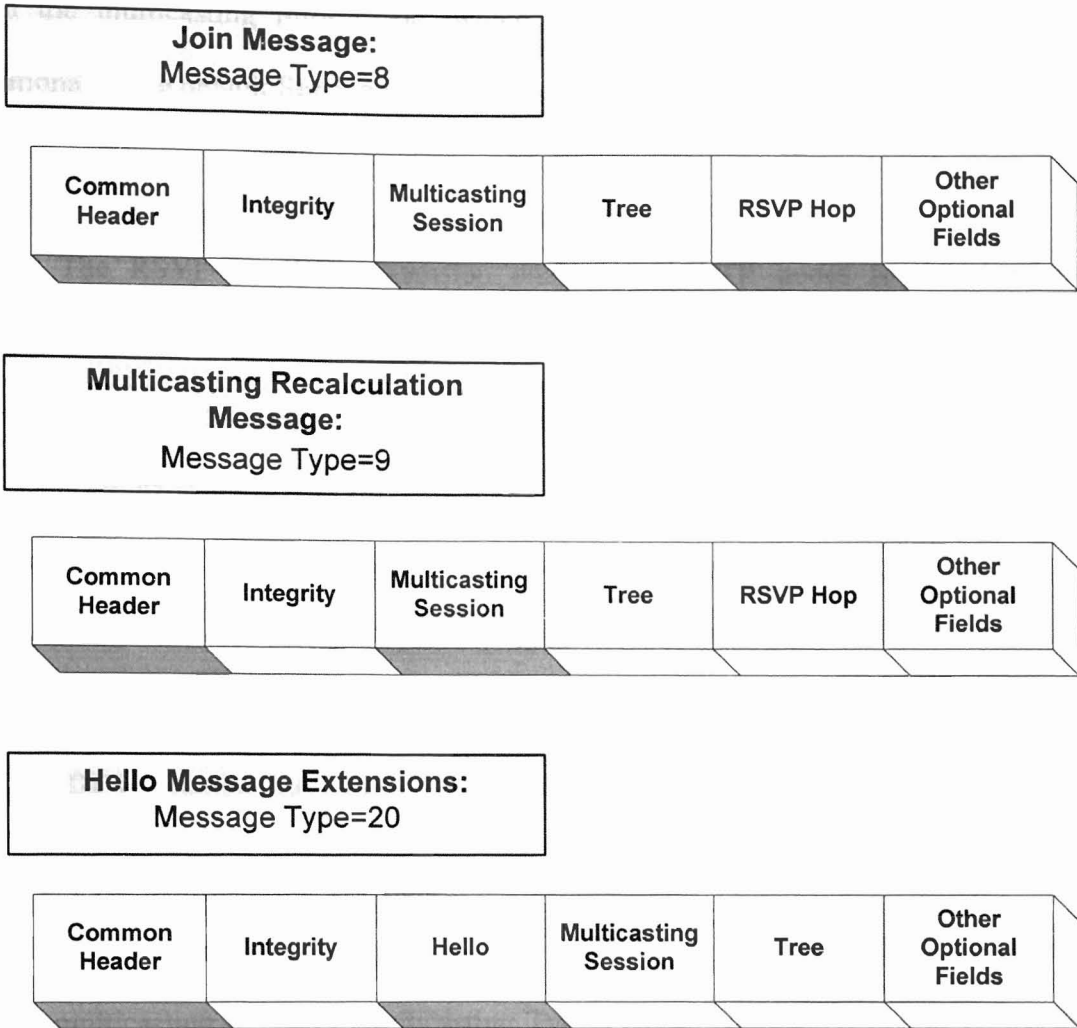 the multicasting
Join Message:
Message Type=8
Common
Header
Integrity
Multicasting
Session
Tree
RSVP Hop
Other
Optional
Fields
Multicasting Recalculation
Message:
Message Type=9
Common
Header
Integrity
Multicasting
Session
Tree
RSVP Hop
Other
Optional
Fields
Hello Message Extensions:
Message Type=20
Common
Header
Integrity
Hello
Multicasting
Session
Tree
Other
Optional
Fields